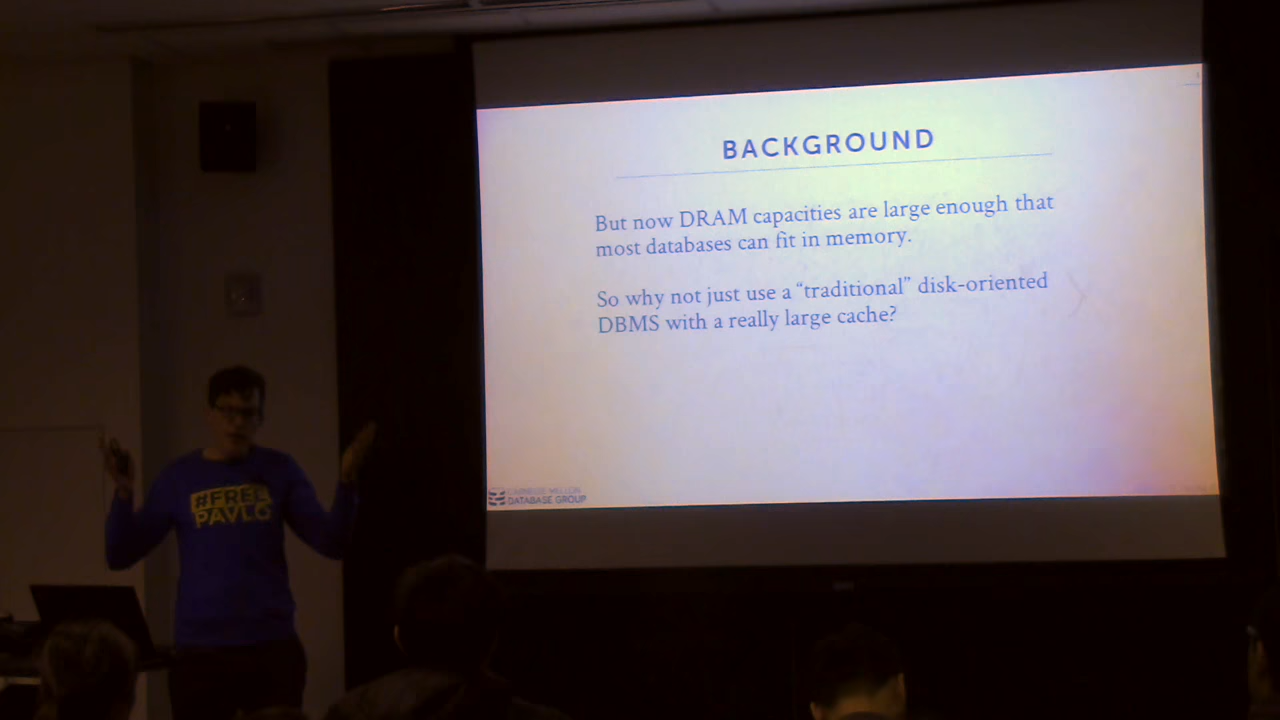 BACKGROUND
But now DRAM capacities are large enough that
most databases can fit in memory.
So why not just use a “traditional” disk-oriented
DBMS with a really large cache?
CARNEGIE MELLON
DATABASE GROUP
#FREE
PAVLO